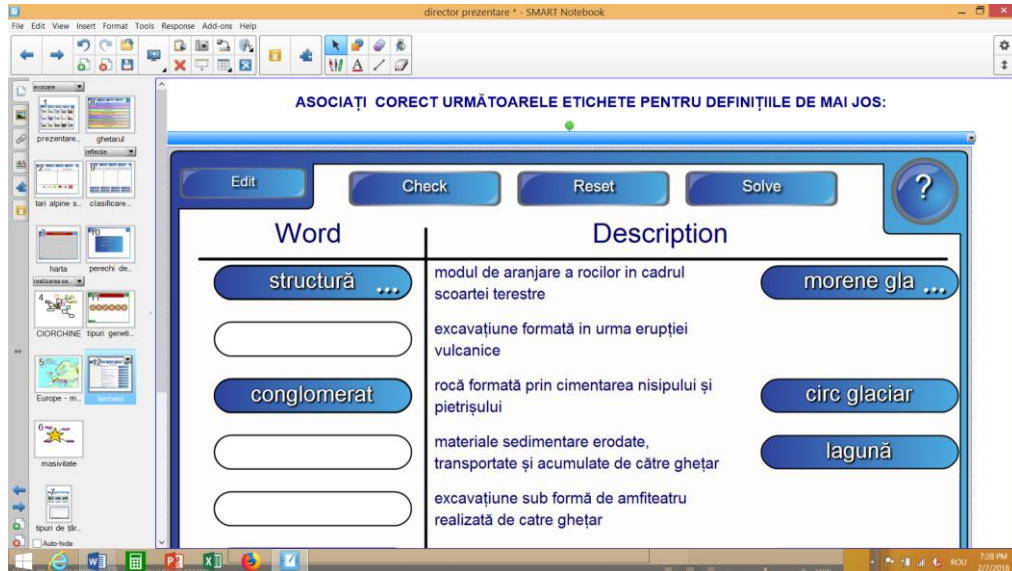 director prezentare * - SMART Notebook
File Edit View Insert Format Tools Response Add-ons Help
evocare
prezentare..
ghetarul
reflecție
tari alpine s..
clasificare..
harta
perechi de..
realizarea se..
CIORCHINE
tipuri geneti..
Europe - m..
termeni
masivitate
tipuri de țăr..
Auto-hide
ASOCIAȚI CORECT URMĂTOARELE ETICHETE PENTRU DEFINIȚIILE DE MAI JOS:
Edit
Check
Reset
Solve
?
Word
Description
structură ...
modul de aranjare a rocilor in cadrul
scoartei terestre
morene gla ...
excavațiune formată in urma erupției
vulcanice
conglomerat
rocă formată prin cimentarea nisipului și
pietrișului
circ glaciar
materiale sedimentare erodate,
transportate și acumulate de către ghețar
lagună
excavațiune sub formă de amfiteatru
realizată de catre ghețar
ROU
7:28 PM
2/7/2018